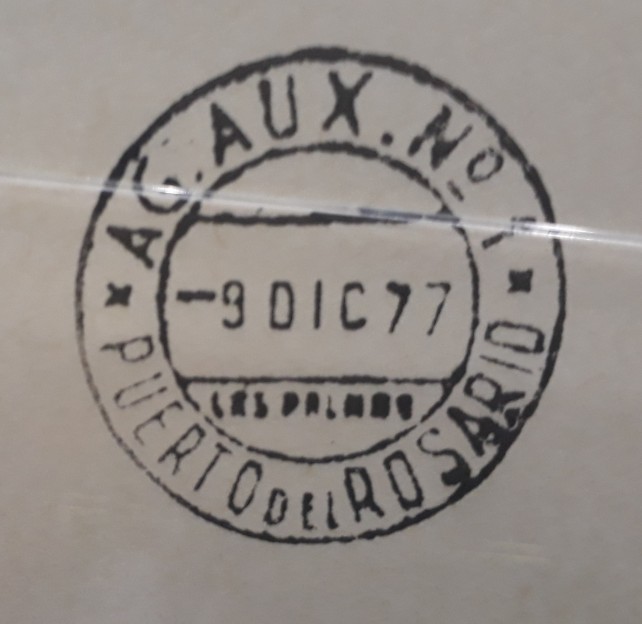 AG. AUX. Nº 1
-9 DIC 77
LAS PALMAS
PUERTO DEL ROSARIO